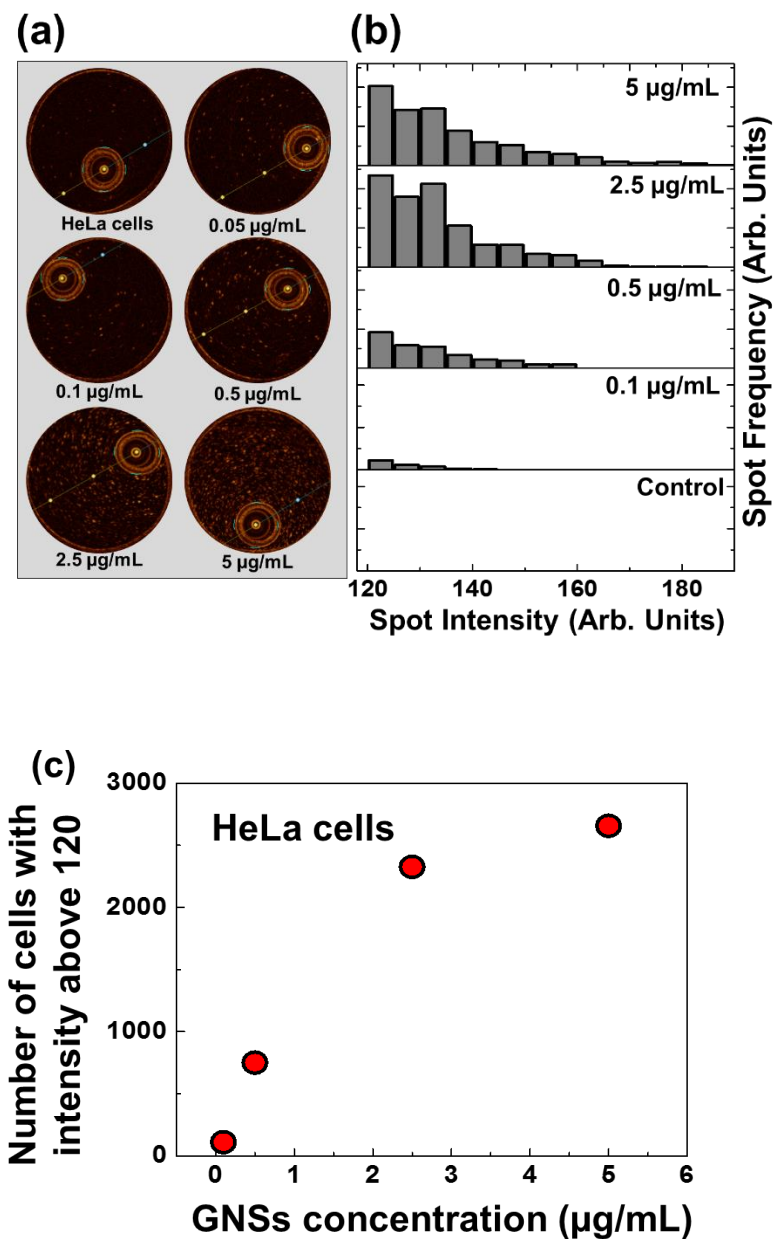 (a)
HeLa cells
0.05 µg/mL
0.1 µg/mL
0.5 µg/mL
2.5 µg/mL
5 µg/mL
(b)
5 µg/mL
2.5 µg/mL
0.5 µg/mL
0.1 µg/mL
Control
120 140 160 180
Spot Intensity (Arb. Units)
Spot Frequency (Arb. Units)
(c)
Number of cells with
intensity above 120
3000
2000
1000
0
HeLa cells
0 1 2 3 4 5 6
GNSs concentration (µg/mL)